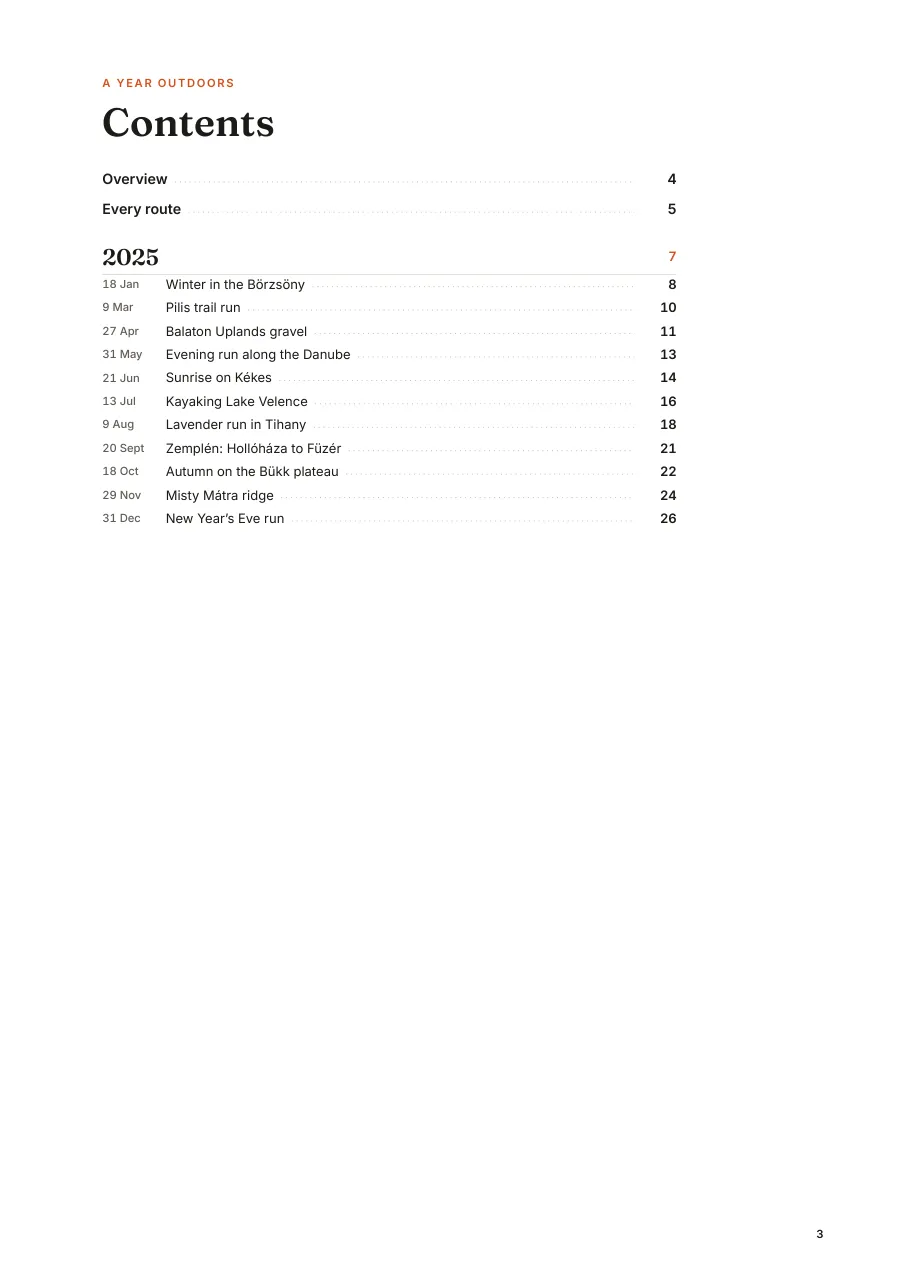 A YEAR OUTDOORS
Contents
Overview 4
Every route 5
2025 7
18 Jan Winter in the Börzsöny 8
9 Mar Pilis trail run 10
27 Apr Balaton Uplands gravel 11
31 May Evening run along the Danube 13
21 Jun Sunrise on Kékes 14
13 Jul Kayaking Lake Velence 16
9 Aug Lavender run in Tihany 18
20 Sept Zemplén: Hollóháza to Füzér 21
18 Oct Autumn on the Bükk plateau 22
29 Nov Misty Mátra ridge 24
31 Dec New Year’s Eve run 26
3